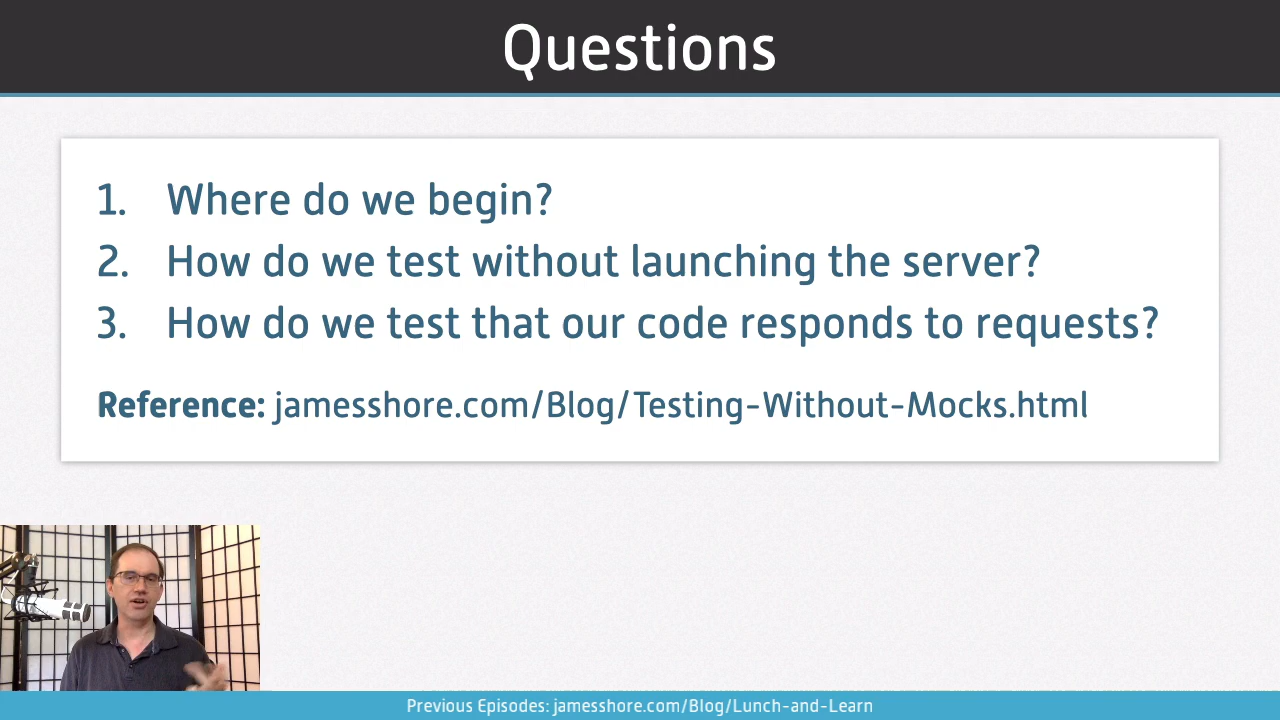 Questions
1. Where do we begin?
2. How do we test without launching the server?
3. How do we test that our code responds to requests?
Reference: jamesshore.com/Blog/Testing-Without-Mocks.html
Previous Episodes: jamesshore.com/Blog/Lunch-and-Learn